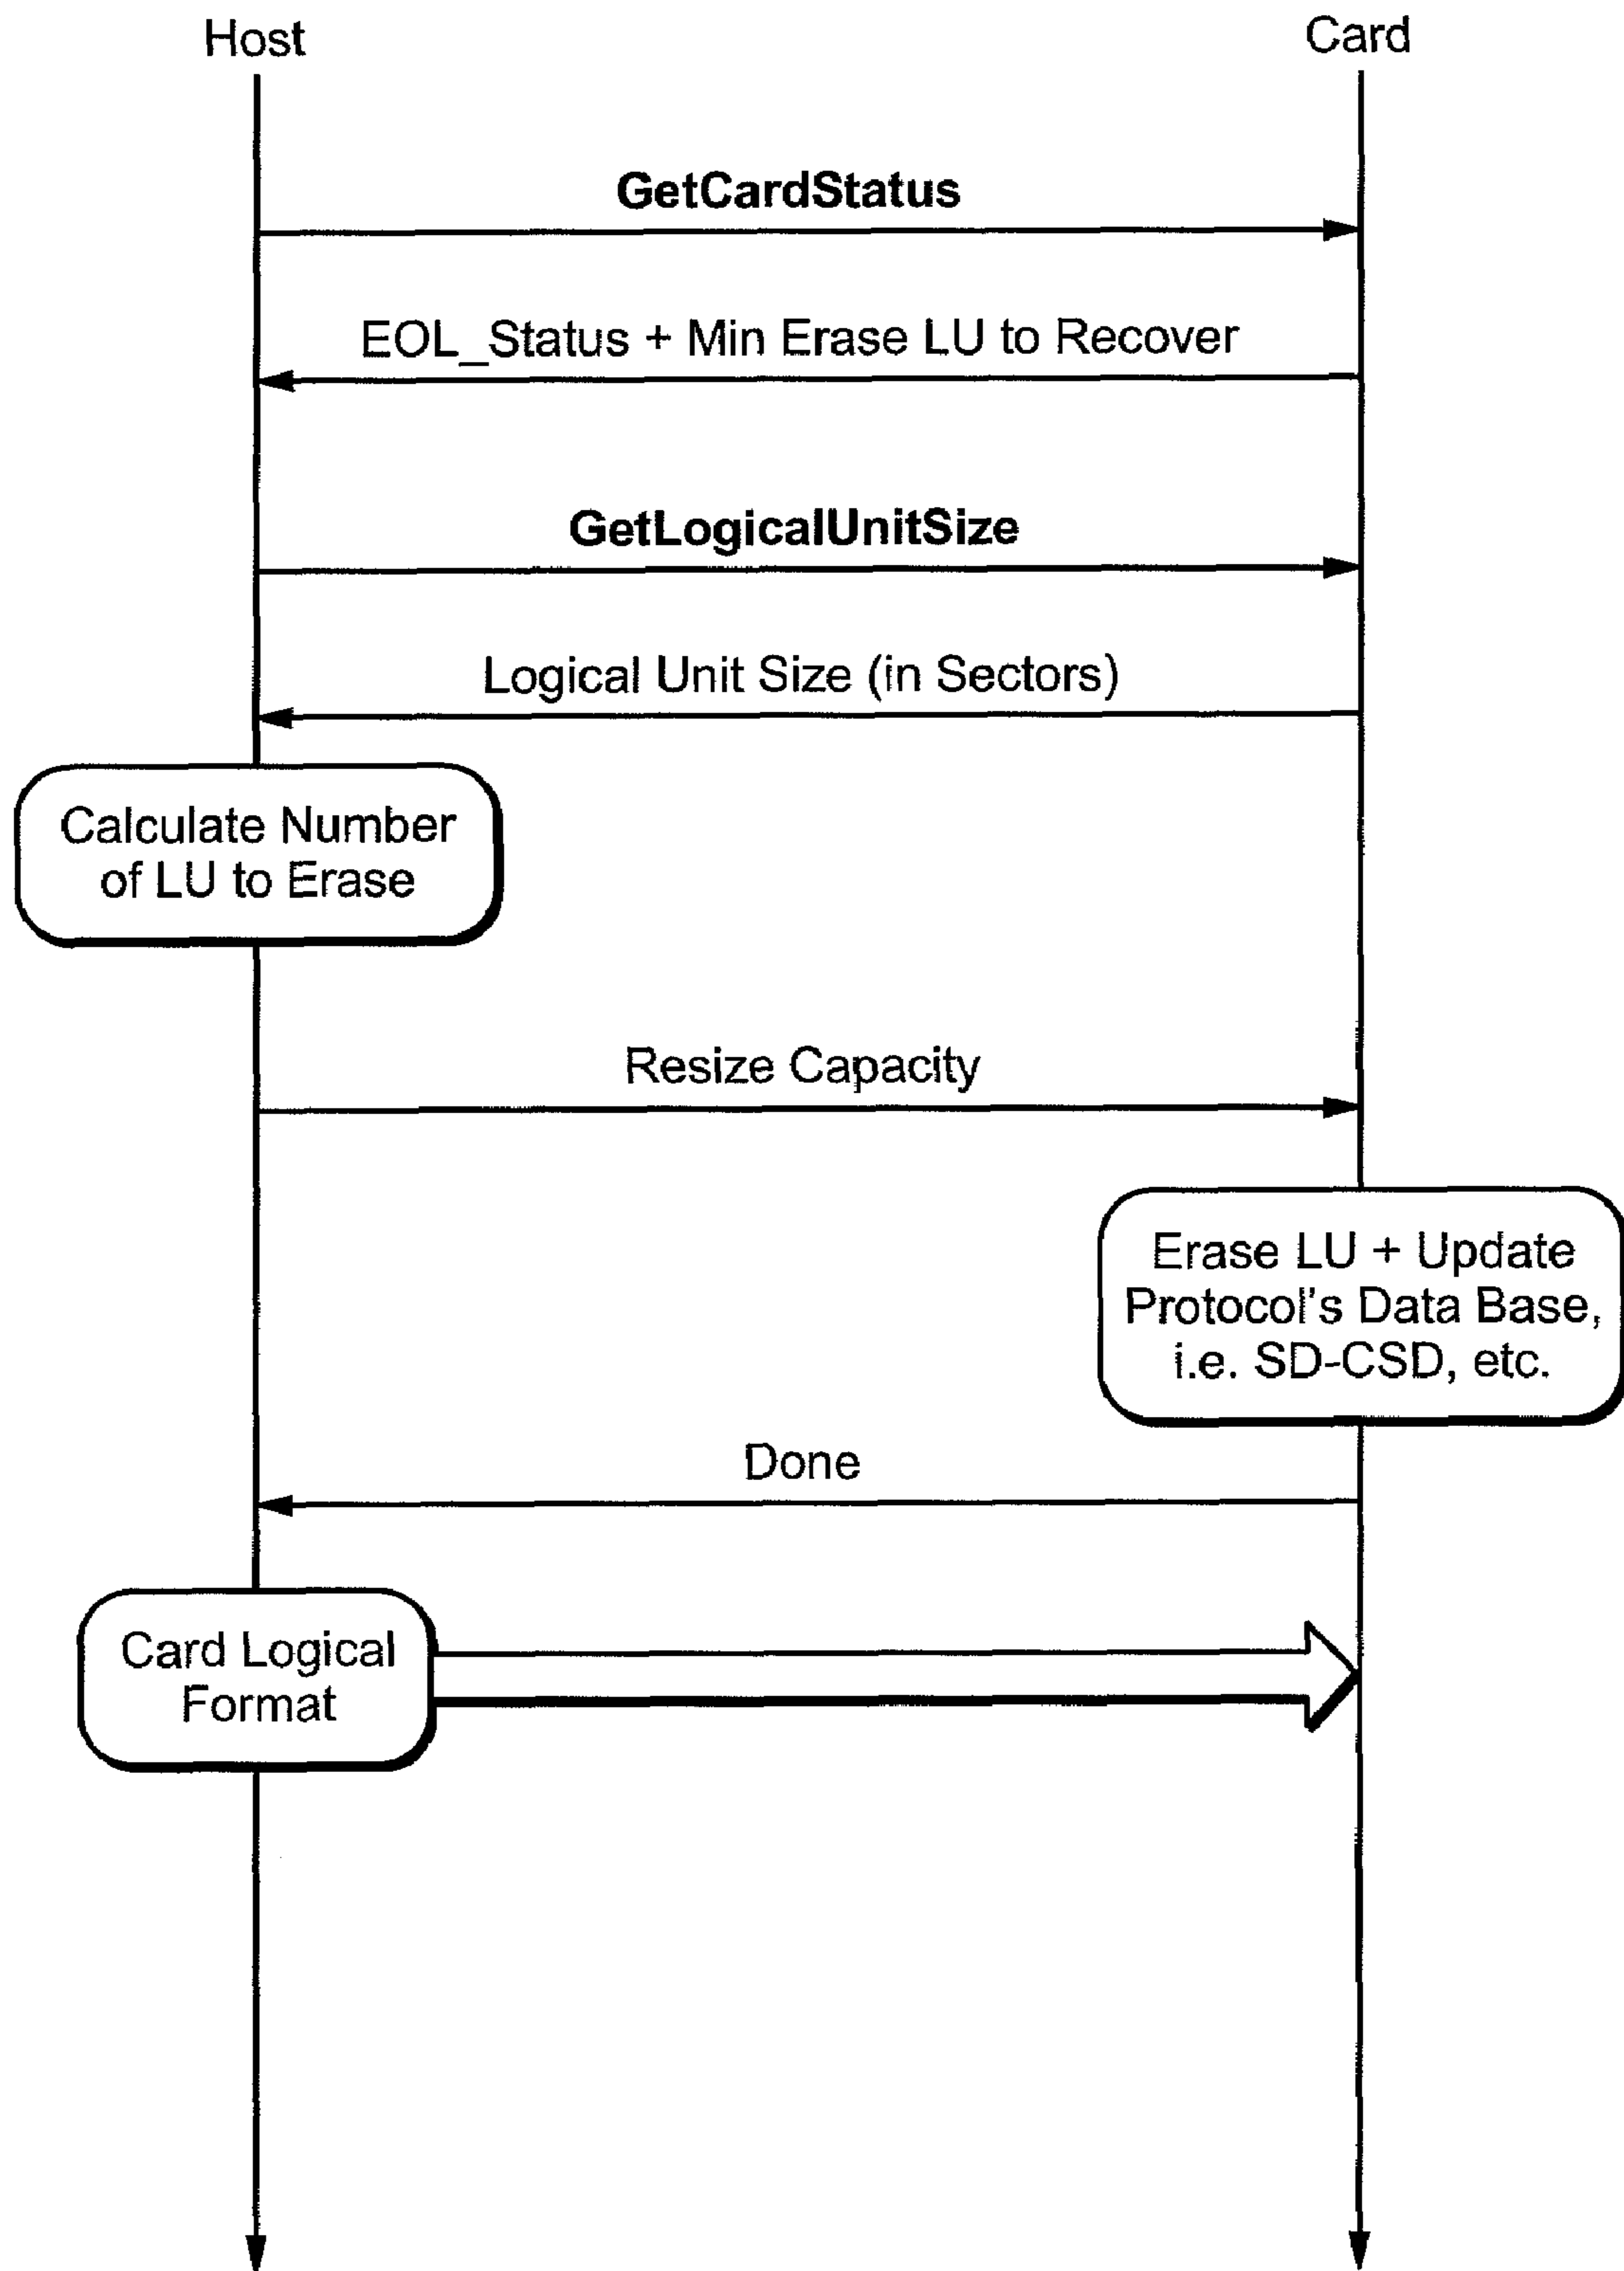 Host
Card
GetCardStatus
EOL_Status + Min Erase LU to Recover
GetLogicalUnitSize
Logical Unit Size (in Sectors)
Calculate Number
of LU to Erase
Resize Capacity
Erase LU + Update
Protocol's Data Base,
i.e. SD-CSD, etc.
Done
Card Logical
Format